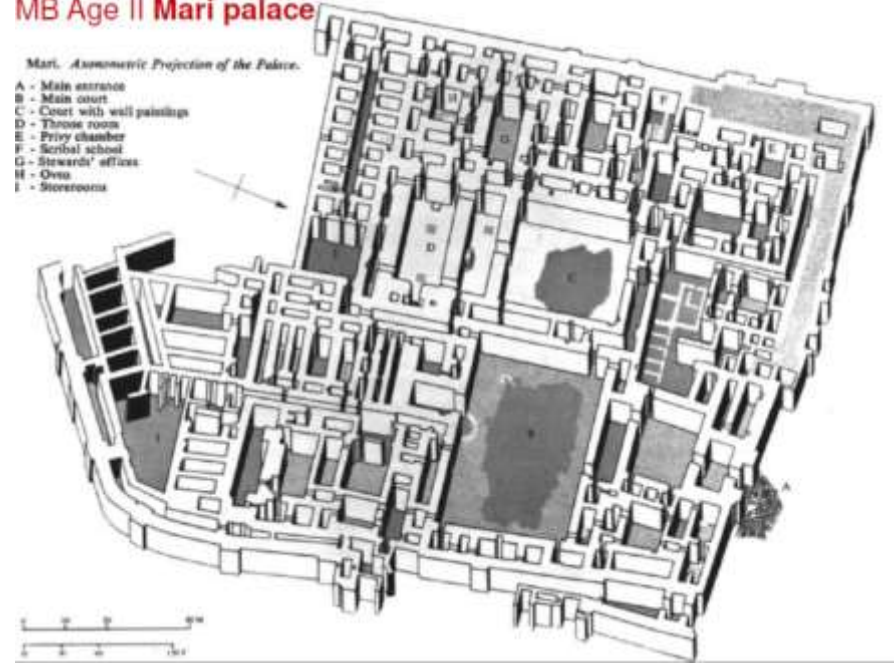 MB Age II Mari palace
Mari. Axonometric Projection of the Palace.
A - Main entrance
B - Main court
C - Court with wall paintings
D - Throne room
E - Privy chamber
F - Scribal school
G - Stewards' offices
H - Oven
I - Storerooms
H
F
G
E
D
C
B
I
A